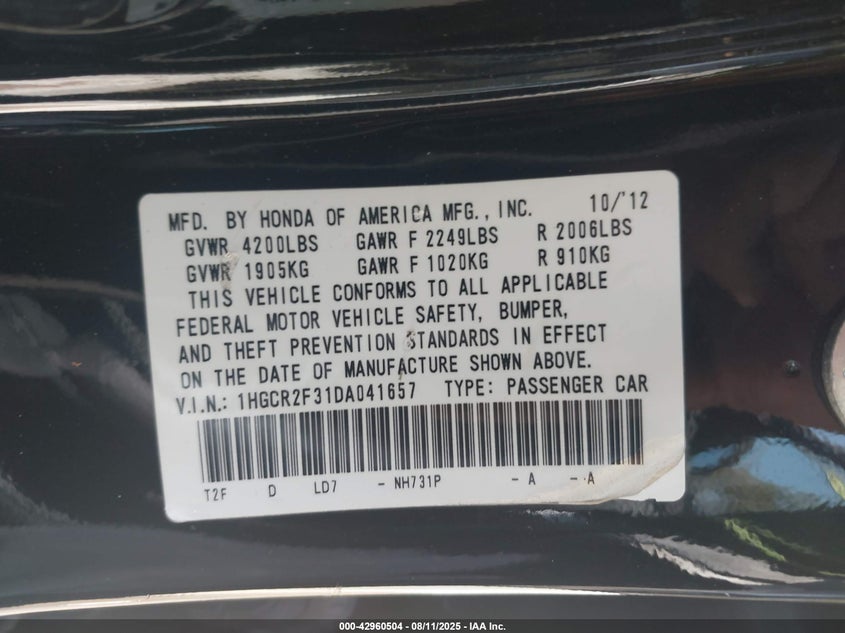 MFD. BY HONDA OF AMERICA MFG., INC. 10/'12
GVWR 4200LBS GAWR F 2249LBS R 2006LBS
GVWR 1905KG GAWR F 1020KG R 910KG
THIS VEHICLE CONFORMS TO ALL APPLICABLE
FEDERAL MOTOR VEHICLE SAFETY, BUMPER,
AND THEFT PREVENTION STANDARDS IN EFFECT
ON THE DATE OF MANUFACTURE SHOWN ABOVE.
V.I.N.: 1HGCR2F31DA041657 TYPE: PASSENGER CAR
T2F D LD7 - NH731P - A - A
000-42960504 - 08/11/2025 - IAA Inc.